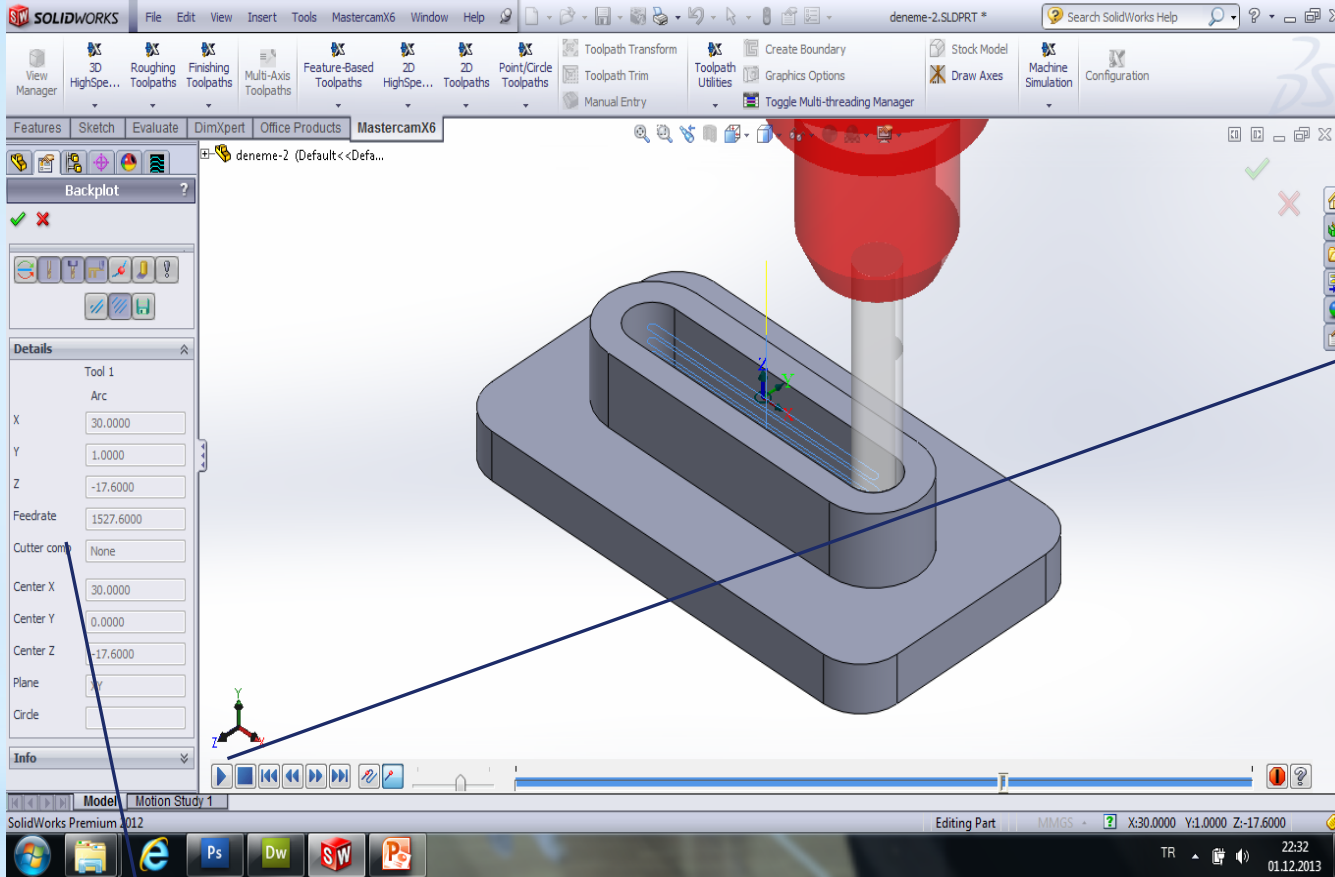 SOLIDWORKS File Edit View Insert Tools MastercamX6 Window Help deneme-2.SLDPRT * Search SolidWorks Help
View Manager
3D HighSpe...
Roughing Toolpaths
Finishing Toolpaths
Multi-Axis Toolpaths
Feature-Based Toolpaths
2D HighSpe...
2D Toolpaths
Point/Circle Toolpaths
Toolpath Transform
Toolpath Trim
Manual Entry
Toolpath Utilities
Create Boundary
Graphics Options
Toggle Multi-threading Manager
Stock Model
Draw Axes
Machine Simulation
Configuration
Features Sketch Evaluate DimXpert Office Products MastercamX6
deneme-2 (Default<<Defa...
Backplot ?
Details
Tool 1
Arc
X 30.0000
Y 1.0000
Z -17.6000
Feedrate 1527.6000
Cutter comp None
Center X 30.0000
Center Y 0.0000
Center Z -17.6000
Plane XY
Circle
Info
Z Y X
Y Z X
Model Motion Study 1
SolidWorks Premium 2012 Editing Part MMGS X:30.0000 Y:1.0000 Z:-17.6000
Ps Dw SW P TR 22:32
01.12.2013